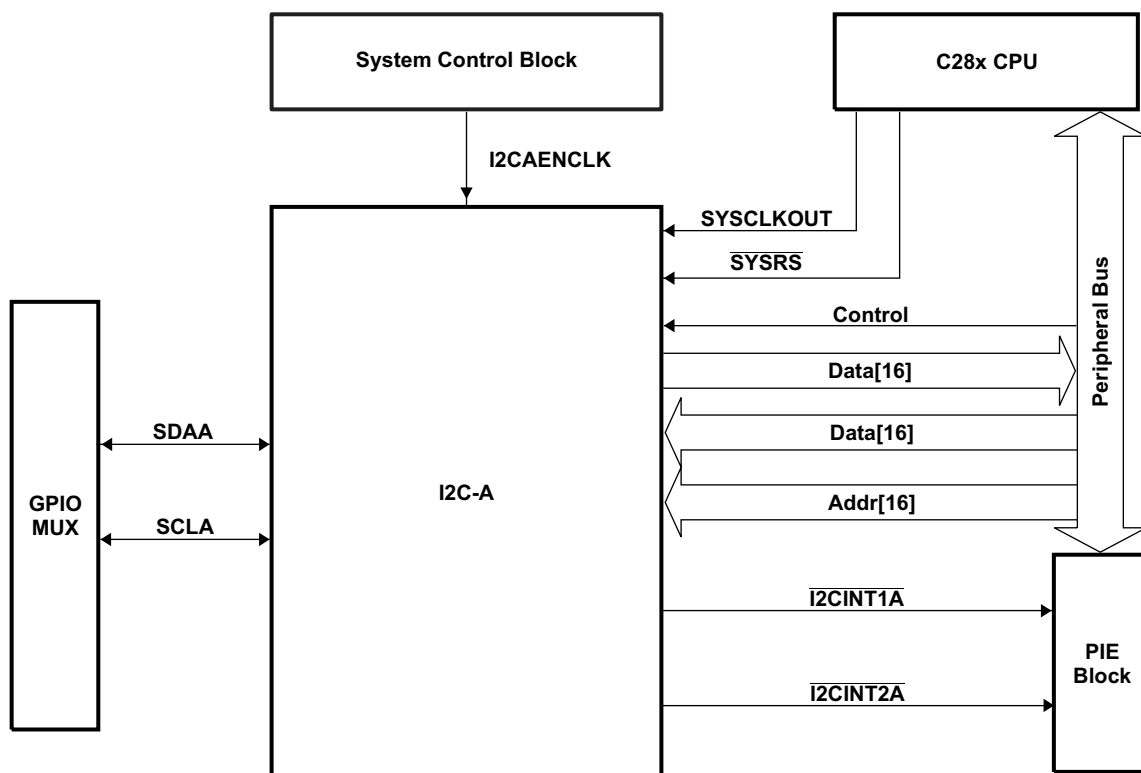 System Control Block
C28x CPU
I2CAENCLK
SYSCLKOUT
SYSRS
Control
Data[16]
Data[16]
Addr[16]
Peripheral Bus
SDAA
SCLA
GPIO
MUX
I2C-A
I2CINT1A
I2CINT2A
PIE
Block